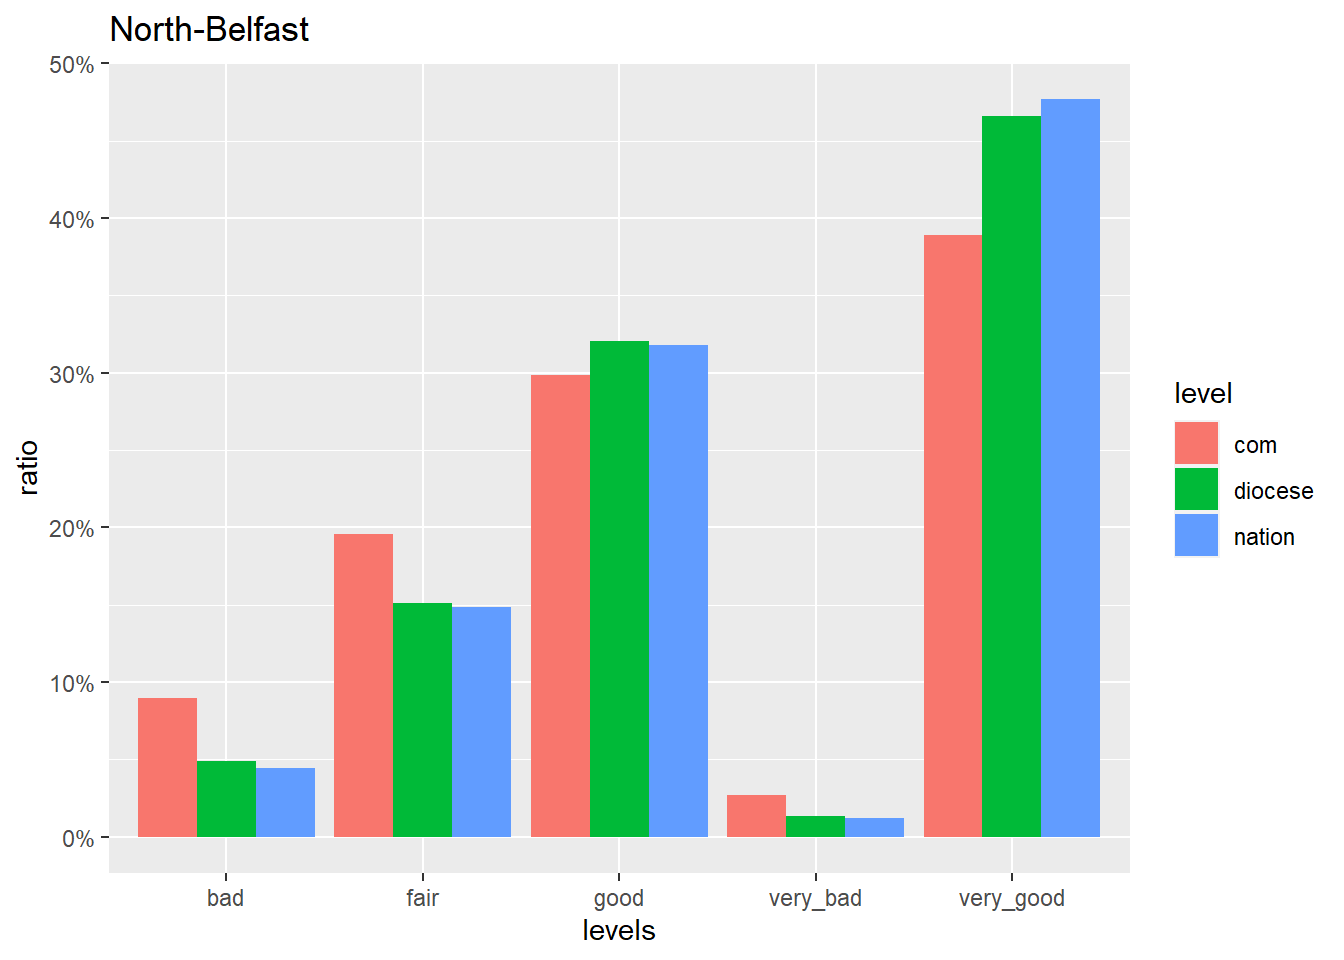 North-Belfast
50%
40%
30%
20%
10%
0%
ratio
bad
fair
good
very_bad
very_good
levels
level
com
diocese
nation